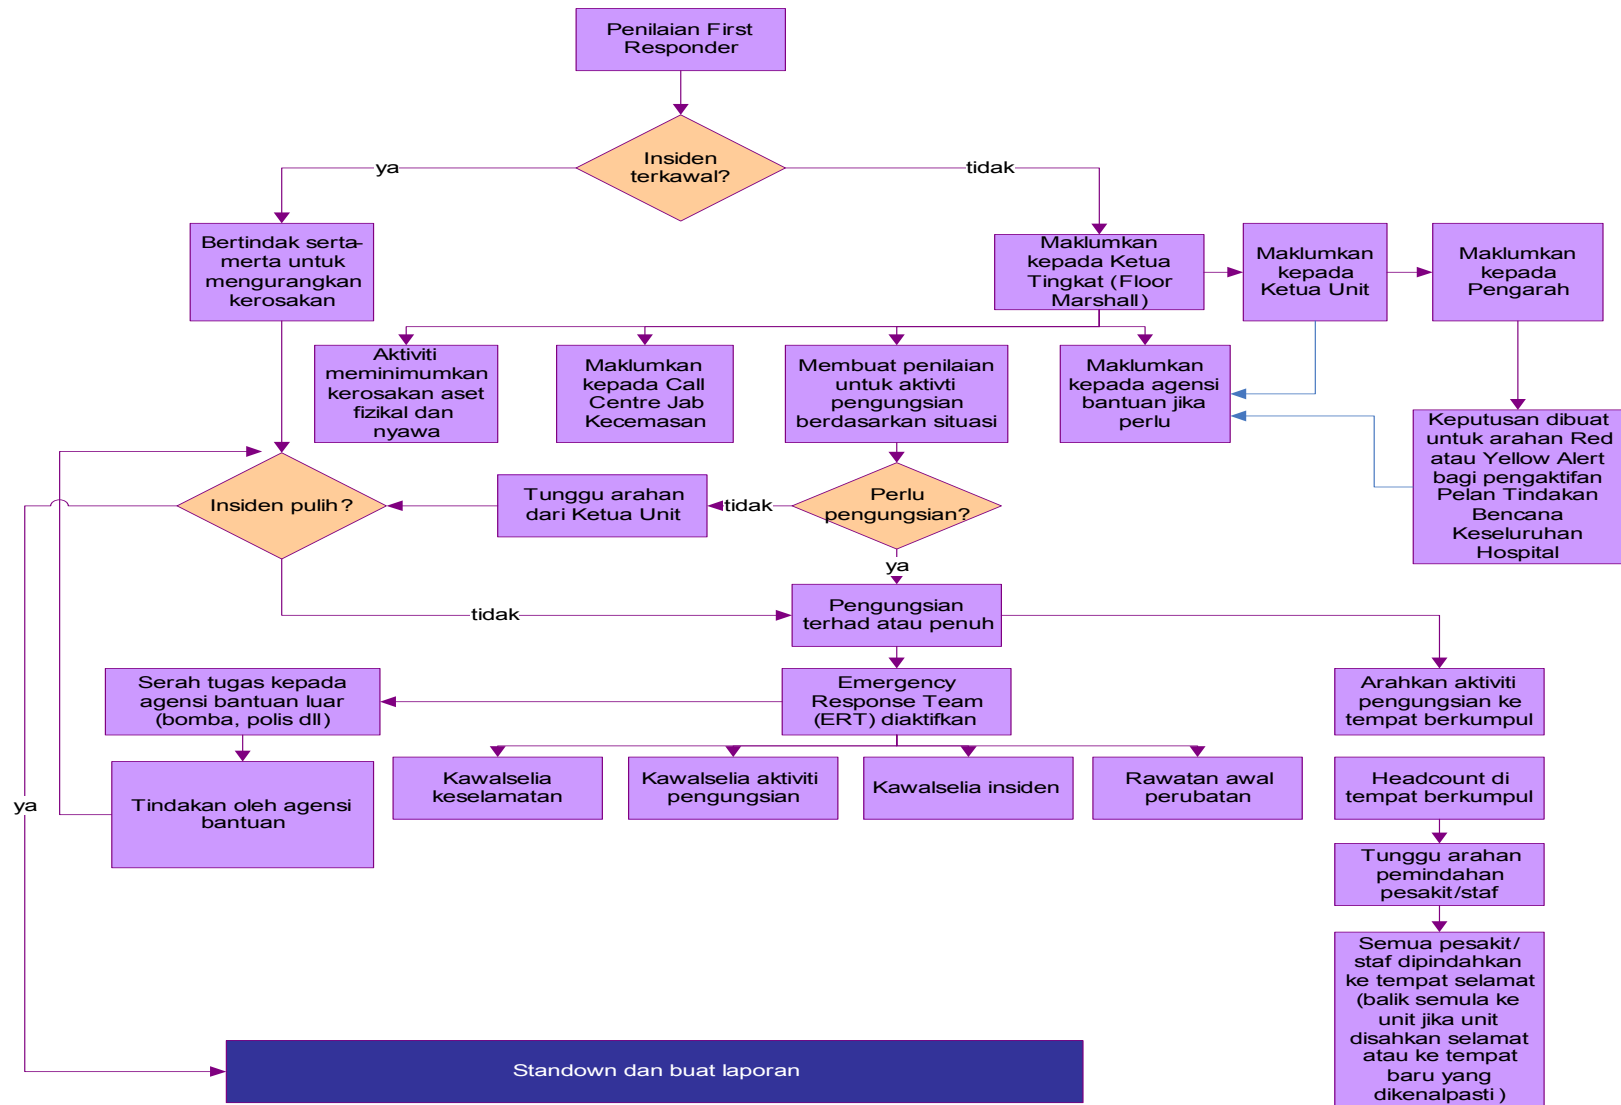 Penilaian First
Responder
Insiden
terkawal?
ya
tidak
Bertindak serta-
merta untuk
mengurangkan
kerosakan
Maklumkan
kepada Ketua
Tingkat (Floor
Marshall)
Maklumkan
kepada
Ketua Unit
Maklumkan
kepada
Pengarah
Aktiviti
meminimumkan
kerosakan aset
fizikal dan
nyawa
Maklumkan
kepada Call
Centre Jab
Kecemasan
Membuat penilaian
untuk aktivti
pengungsian
berdasarkan situasi
Maklumkan
kepada agensi
bantuan jika
perlu
Keputusan dibuat
untuk arahan Red
atau Yellow Alert
bagi pengaktifan
Pelan Tindakan
Bencana
Keseluruhan
Hospital
Insiden pulih?
Tunggu arahan
dari Ketua Unit
tidak
Perlu
pengungsian?
ya
tidak
Pengungsian
terhad atau penuh
Serah tugas kepada
agensi bantuan luar
(bomba, polis dll)
Emergency
Response Team
(ERT) diaktifkan
Arahkan aktiviti
pengungsian ke
tempat berkumpul
ya
Tindakan oleh agensi
bantuan
Kawalselia
keselamatan
Kawalselia aktiviti
pengungsian
Kawalselia insiden
Rawatan awal
perubatan
Headcount di
tempat berkumpul
Tunggu arahan
pemindahan
pesakit/staf
Semua pesakit/
staf dipindahkan
ke tempat selamat
(balik semula ke
unit jika unit
disahkan selamat
atau ke tempat
baru yang
dikenalpasti)
Standown dan buat laporan